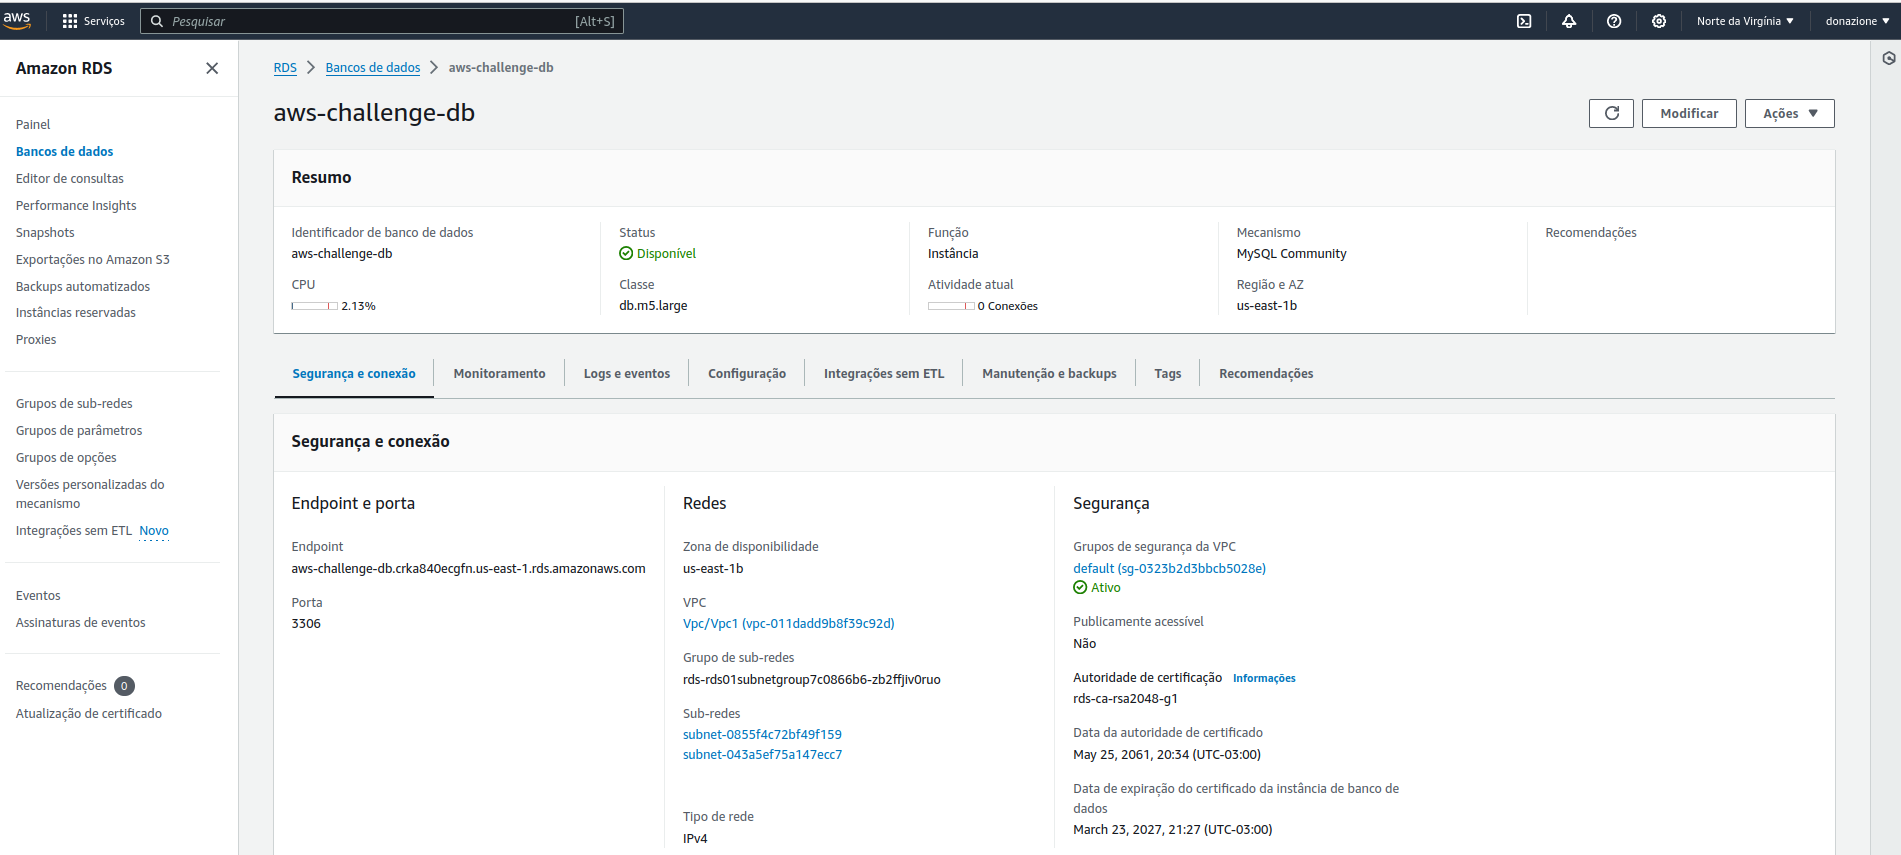 aws
Serviços
Pesquisar
[Alt+S]
Norte da Virgínia
donazione
Amazon RDS
Painel
Bancos de dados
Editor de consultas
Performance Insights
Snapshots
Exportações no Amazon S3
Backups automatizados
Instâncias reservadas
Proxies
Grupos de sub-redes
Grupos de parâmetros
Grupos de opções
Versões personalizadas do
mecanismo
Integrações sem ETL Novo
Eventos
Assinaturas de eventos
Recomendações 0
Atualização de certificado
RDS > Bancos de dados > aws-challenge-db
aws-challenge-db
Modificar
Ações
Resumo
Identificador de banco de dados
aws-challenge-db
CPU
2.13%
Status
Disponível
Classe
db.m5.large
Função
Instância
Atividade atual
0 Conexões
Mecanismo
MySQL Community
Região e AZ
us-east-1b
Recomendações
Segurança e conexão
Monitoramento
Logs e eventos
Configuração
Integrações sem ETL
Manutenção e backups
Tags
Recomendações
Segurança e conexão
Endpoint e porta
Endpoint
aws-challenge-db.crka840ecgfn.us-east-1.rds.amazonaws.com
Porta
3306
Redes
Zona de disponibilidade
us-east-1b
VPC
Vpc/Vpc1 (vpc-011dadd9b8f39c92d)
Grupo de sub-redes
rds-rds01subnetgroup7c0866b6-zb2ffjiv0ruo
Sub-redes
subnet-0855f4c72bf49f159
subnet-043a5ef75a147ecc7
Tipo de rede
IPv4
Segurança
Grupos de segurança da VPC
default (sg-0323b2d3bbcb5028e)
Ativo
Publicamente acessível
Não
Autoridade de certificação Informações
rds-ca-rsa2048-g1
Data da autoridade de certificado
May 25, 2061, 20:34 (UTC-03:00)
Data de expiração do certificado da instância de banco de
dados
March 23, 2027, 21:27 (UTC-03:00)